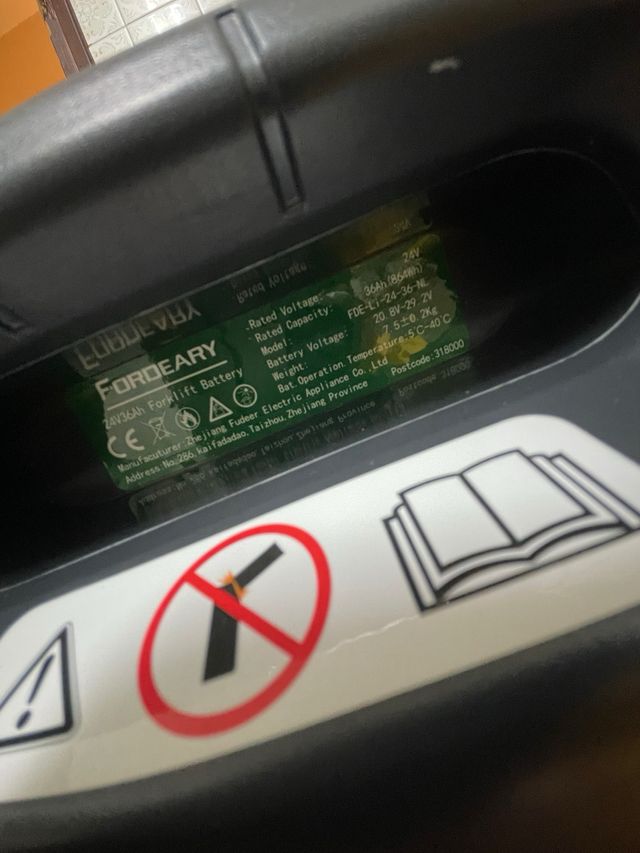 FORDEARY
24V36Ah Forklift Battery
CE
Rated Voltage: 24V
Rated Capacity: 36Ah(864Wh)
Model: FDE-Li-24-36-NL
Battery Voltage: 20.8V-29.2V
Weight: 7.5±0.2Kg
Bat.Operation.Temperature:5℃-40℃
Manufacturer:Zhejiang Fudeer Electric Appliance Co.,Ltd
Address No.286,kaifadadao,Taizhou,Zhejiang Province Postcode:318000